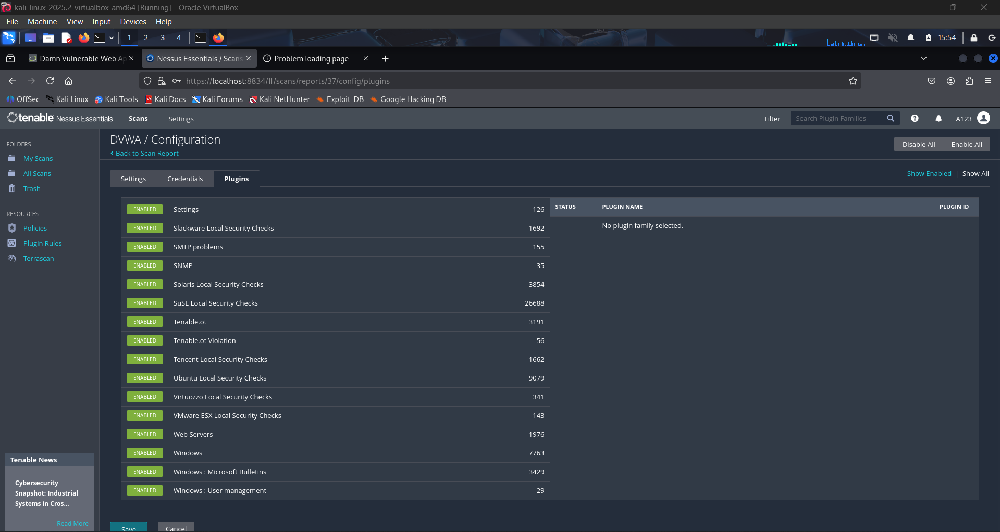 kali-linux-2025.2-virtualbox-amd64 [Running] - Oracle VirtualBox
File Machine View Input Devices Help
1 2 3 4 15:54
Damn Vulnerable Web Ap Nessus Essentials / Scans Problem loading page
https://localhost:8834/#/scans/reports/37/config/plugins
OffSec Kali Linux Kali Tools Kali Docs Kali Forums Kali NetHunter Exploit-DB Google Hacking DB
tenable Nessus Essentials Scans Settings Filter Search Plugin Families A123
FOLDERS
My Scans
All Scans
Trash
RESOURCES
Policies
Plugin Rules
Terrascan
Tenable News
Cybersecurity
Snapshot: Industrial
Systems in Cros...
Read More
DVWA / Configuration
Back to Scan Report
Disable All Enable All
Settings Credentials Plugins
Show Enabled | Show All
ENABLED Settings 126
ENABLED Slackware Local Security Checks 1692
ENABLED SMTP problems 155
ENABLED SNMP 35
ENABLED Solaris Local Security Checks 3854
ENABLED SuSE Local Security Checks 26688
ENABLED Tenable.ot 3191
ENABLED Tenable.ot Violation 56
ENABLED Tencent Local Security Checks 1662
ENABLED Ubuntu Local Security Checks 9079
ENABLED Virtuozzo Local Security Checks 341
ENABLED VMware ESX Local Security Checks 143
ENABLED Web Servers 1976
ENABLED Windows 7763
ENABLED Windows : Microsoft Bulletins 3429
ENABLED Windows : User management 29
STATUS PLUGIN NAME PLUGIN ID
No plugin family selected.
Save Cancel